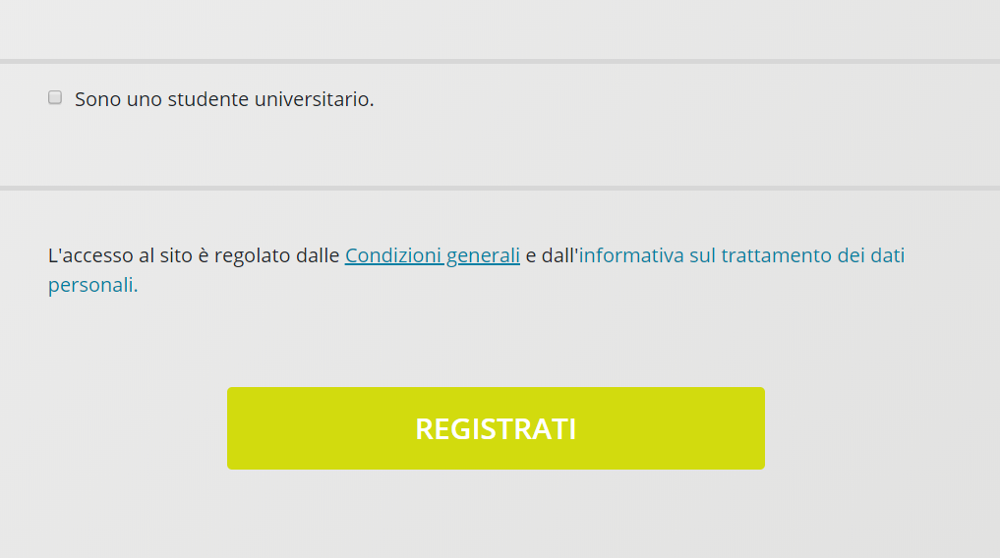 Sono uno studente universitario.
L'accesso al sito è regolato dalle Condizioni generali e dall'informativa sul trattamento dei dati
personali.
REGISTRATI